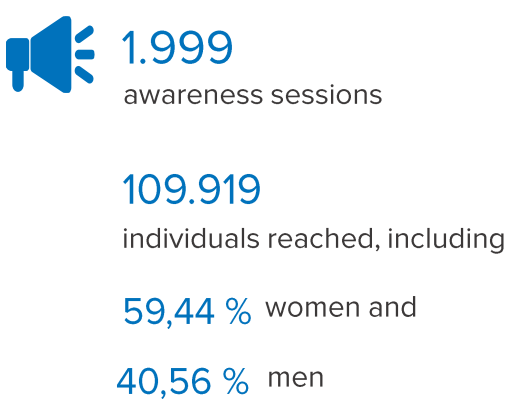 1.999
awareness sessions
109.919
individuals reached, including
59,44 % women and
40,56 % men